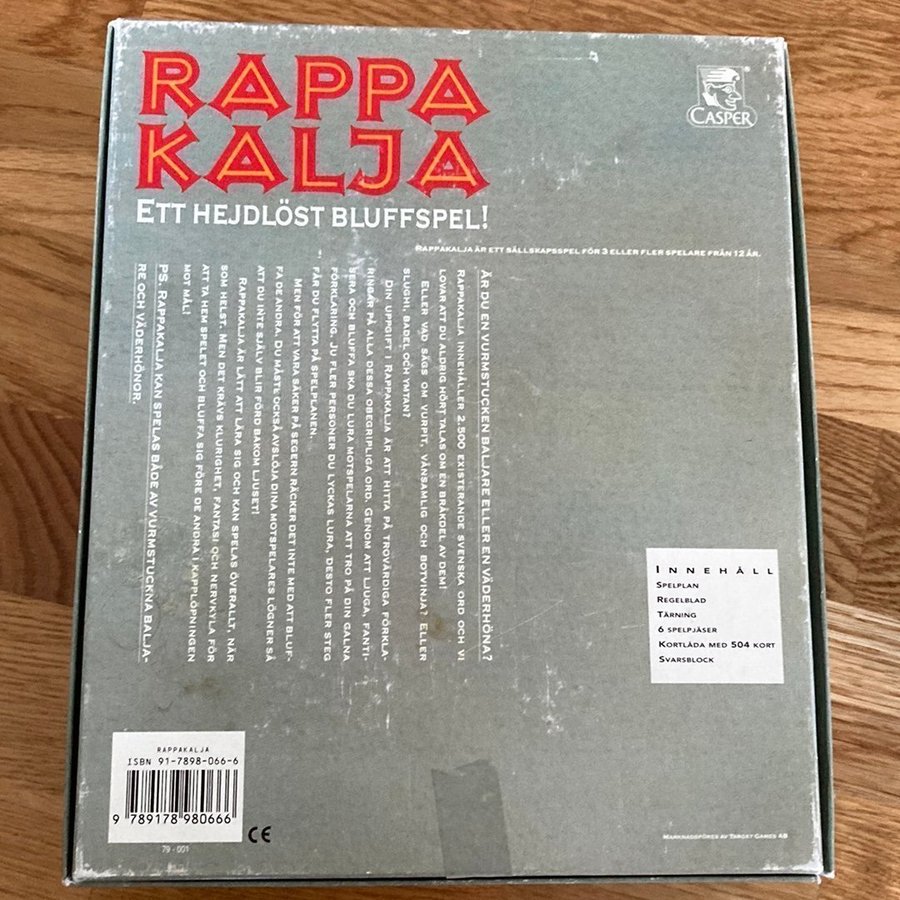 RAPPA
KALJA
ETT HEJDLÖST BLUFFSPEL!
CASPER
RAPPAKALJA ÄR ETT SÄLLSKAPSSPEL FÖR 3 ELLER FLER SPELARE FRÅN 12 ÅR.
ÄR DU EN VURMSTUCKEN BALJARE ELLER EN VÄDERHÖNA?
RAPPAKALJA INNEHÅLLER 2.500 EXISTERANDE SVENSKA ORD OCH VI
LOVAR ATT DU ALDRIG HÖRT TALAS OM EN BRÅKDEL AV DEM!
ELLER VAD SÄGS OM VURPIT, VÅNSAMLIG OCH BOTVINJA? ELLER
SLUGHI, BADEL OCH YMTAN?
DIN UPPGIFT I RAPPAKALJA ÄR ATT HITTA PÅ TROVÄRDIGA FÖRKLA-
RINGAR PÅ ALLA DESSA OBEGRIPLIGA ORD. GENOM ATT LJUGA, FANTI-
SERA OCH BLUFFA SKA DU LURA MOTSPELARNA ATT TRO PÅ DIN GALNA
FÖRKLARING. JU FLER PERSONER DU LYCKAS LURA, DESTO FLER STEG
FÅR DU FLYTTA PÅ SPELPLANEN.
MEN FÖR ATT VARA SÄKER PÅ SEGERN RÄCKER DET INTE MED ATT BLUF-
FA DE ANDRA, DU MÅSTE OCKSÅ AVSLÖJA DINA MOTSPELARES LÖGNER SÅ
ATT DU INTE SJÄLV BLIR FÖRD BAKOM LJUSET!
RAPPAKALJA ÄR LÄTT ATT LÄRA SIG OCH KAN SPELAS ÖVERALLT, NÄR
SOM HELST. MEN DET KRÄVS KLURIGHET, FANTASI OCH NERVKYLA FÖR
ATT TA HEM SPELET OCH BLUFFA SIG FÖRE DE ANDRA I KAPPLÖPNINGEN
MOT MÅL!
PS. RAPPAKALJA KAN SPELAS BÅDE AV VURMSTUCKNA BALJA-
RE OCH VÄDERHÖNOR.
INNEHÅLL
SPELPLAN
REGELBLAD
TÄRNING
6 SPELPJÄSER
KORTLÅDA MED 504 KORT
SVARSBLOCK
RAPPAKALJA
ISBN 91-7898-066-6
9 789178 980666
79 - 001
CE
MARKNADSFÖRES AV TARGET GAMES AB